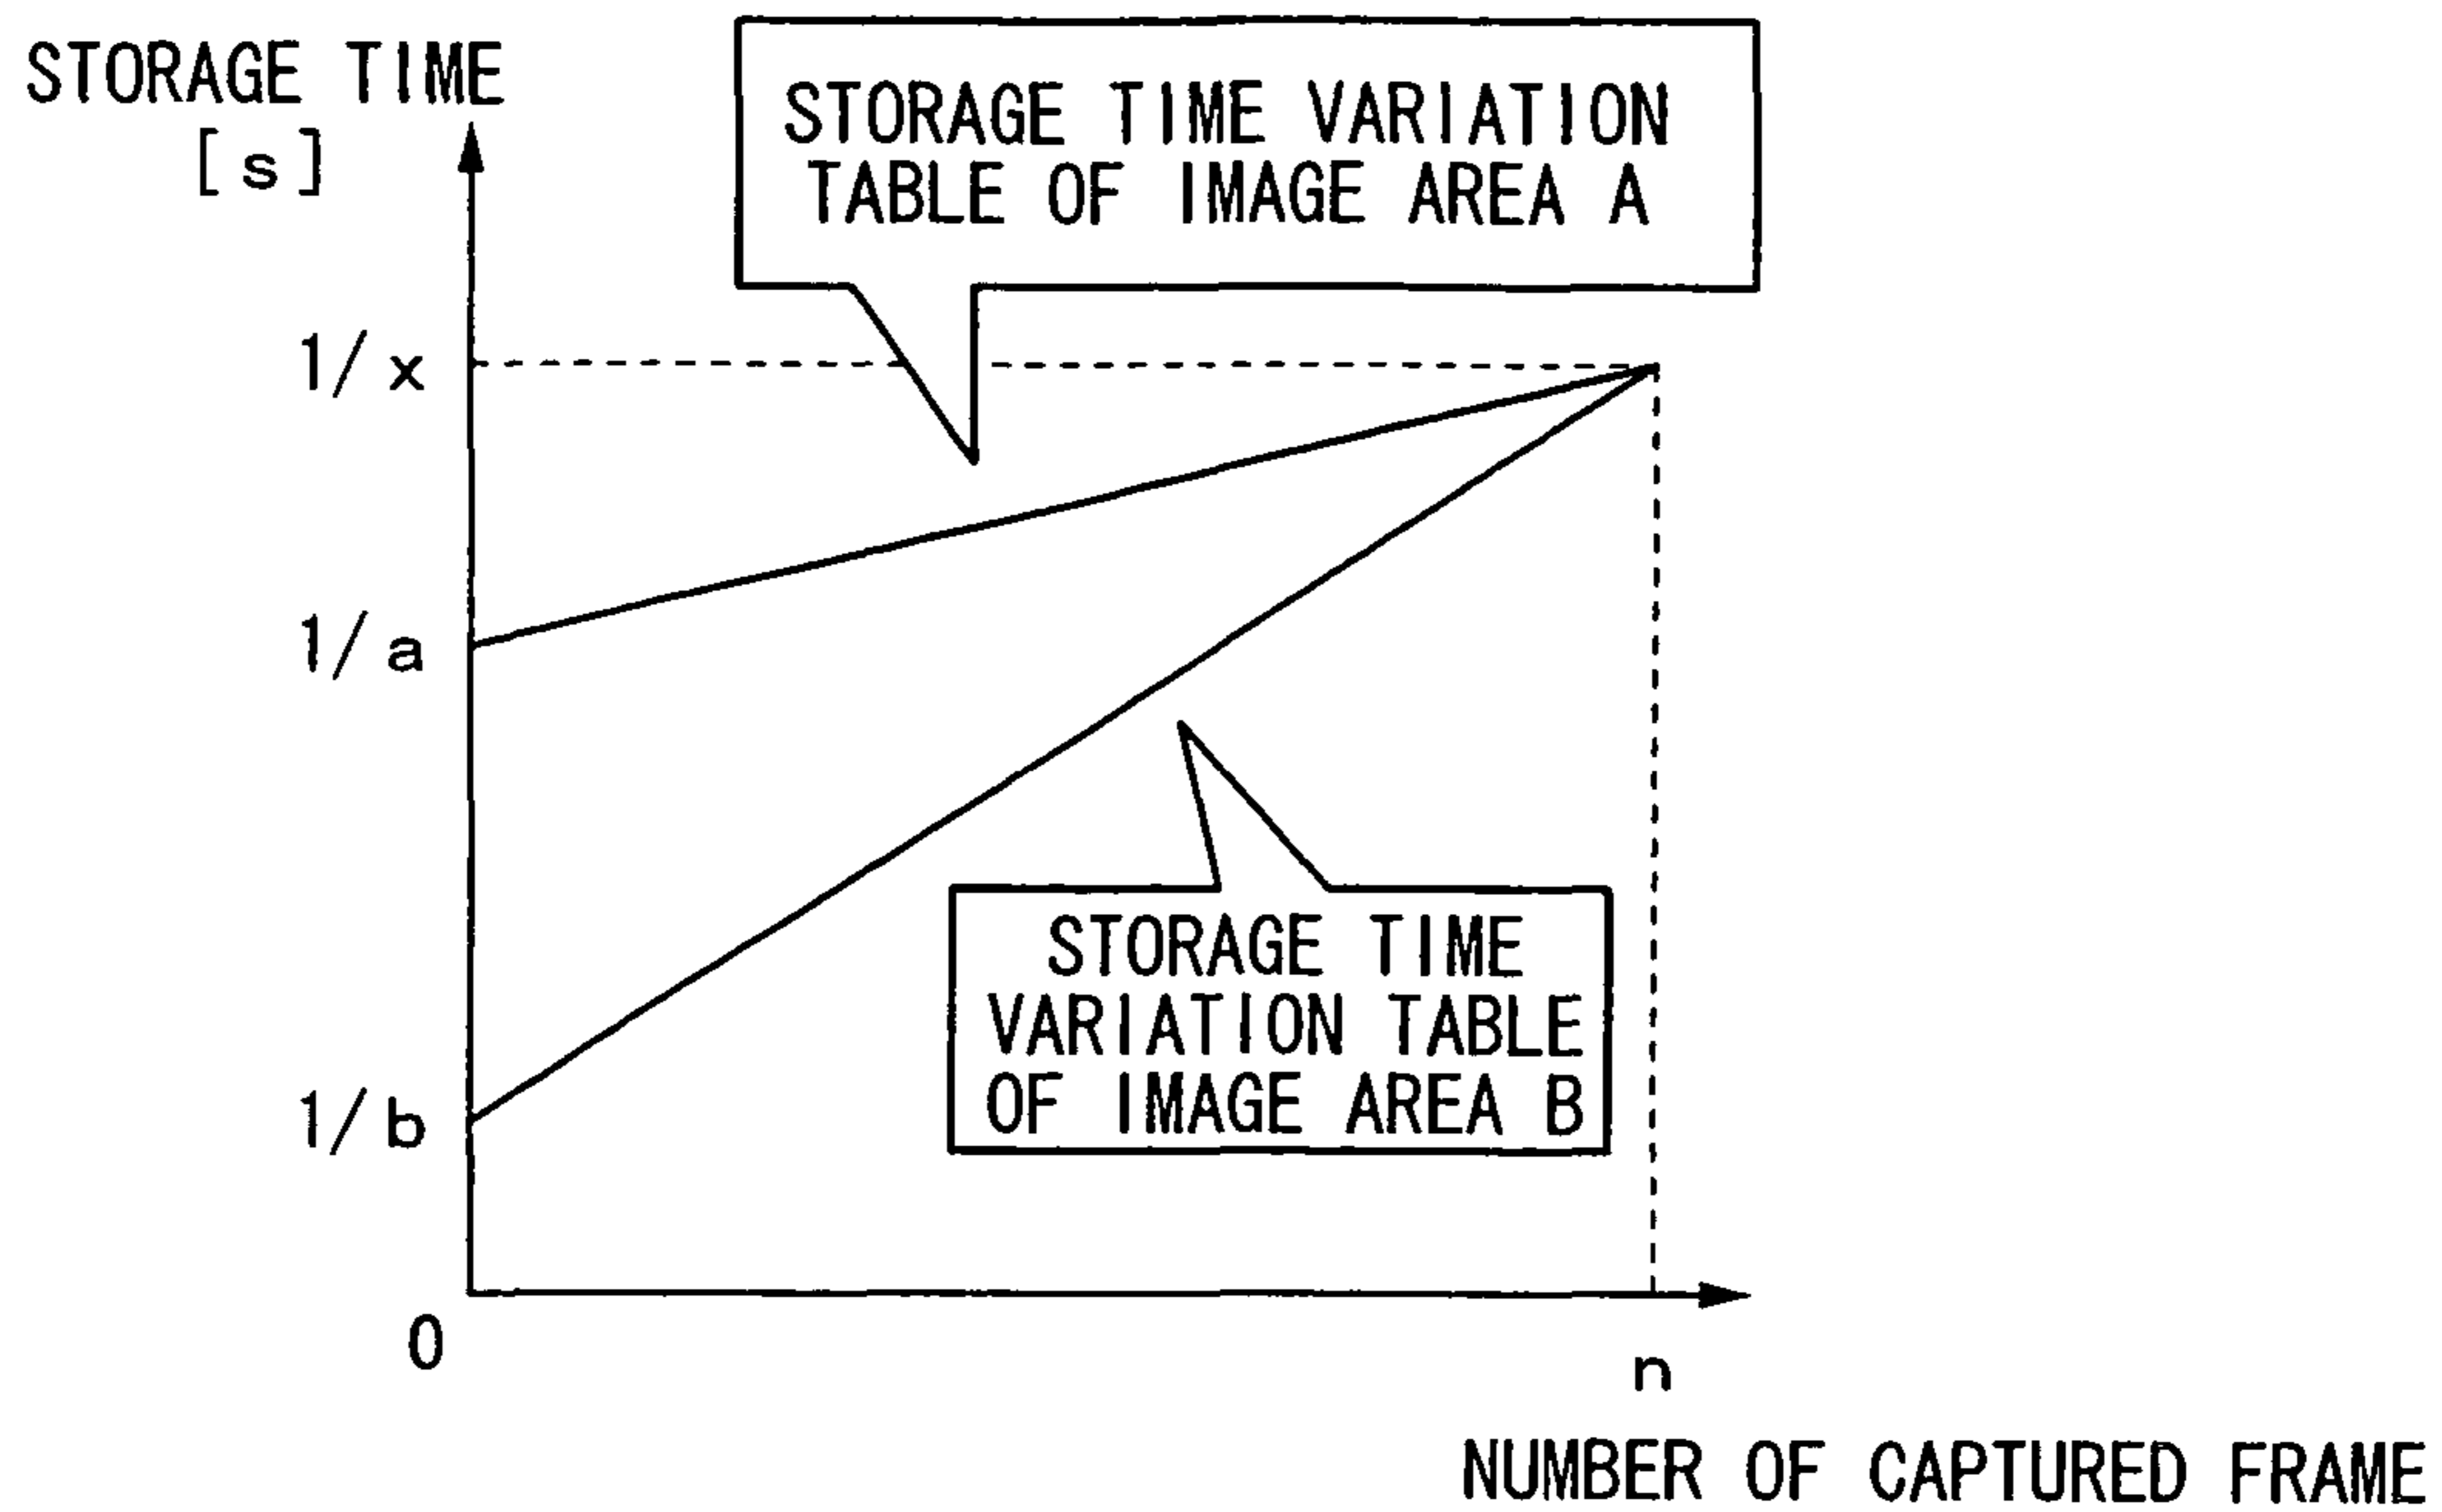 STORAGE TIME
[s]
STORAGE TIME VARIATION
TABLE OF IMAGE AREA A
1/x
1/a
STORAGE TIME
VARIATION TABLE
OF IMAGE AREA B
1/b
0
n
NUMBER OF CAPTURED FRAME